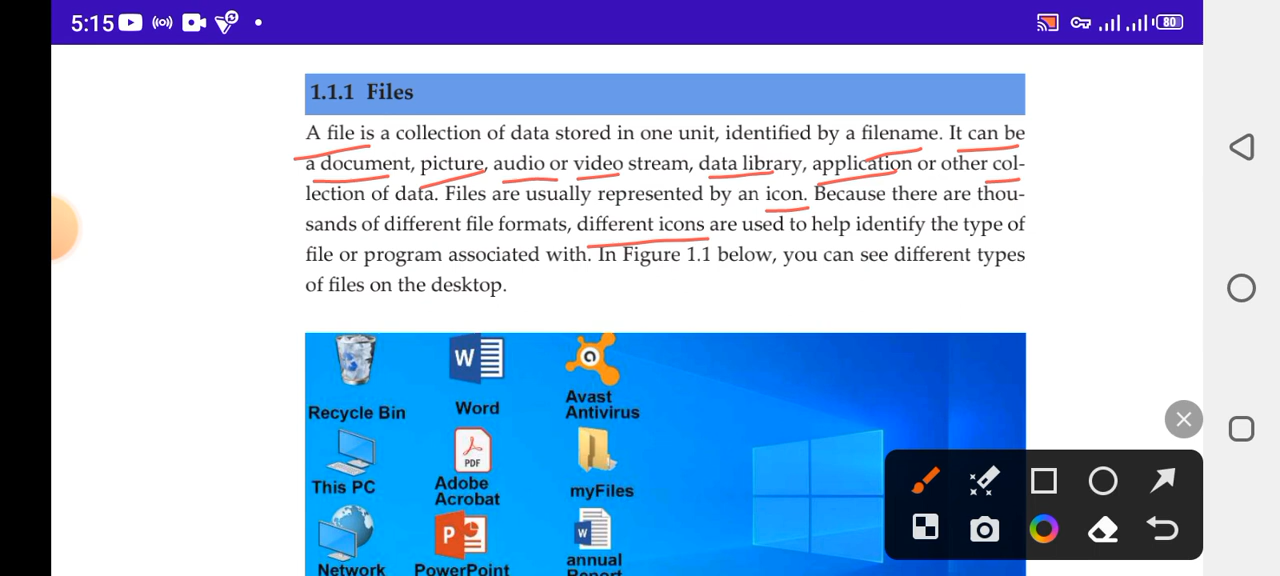 5:15
80
1.1.1 Files
A file is a collection of data stored in one unit, identified by a filename. It can be
a document, picture, audio or video stream, data library, application or other col-
lection of data. Files are usually represented by an icon. Because there are thou-
sands of different file formats, different icons are used to help identify the type of
file or program associated with. In Figure 1.1 below, you can see different types
of files on the desktop.
W
Recycle Bin
Word
Avast
Antivirus
PDF
This PC
Adobe
Acrobat
myFiles
P
W
Network
PowerPoint
annual
Report